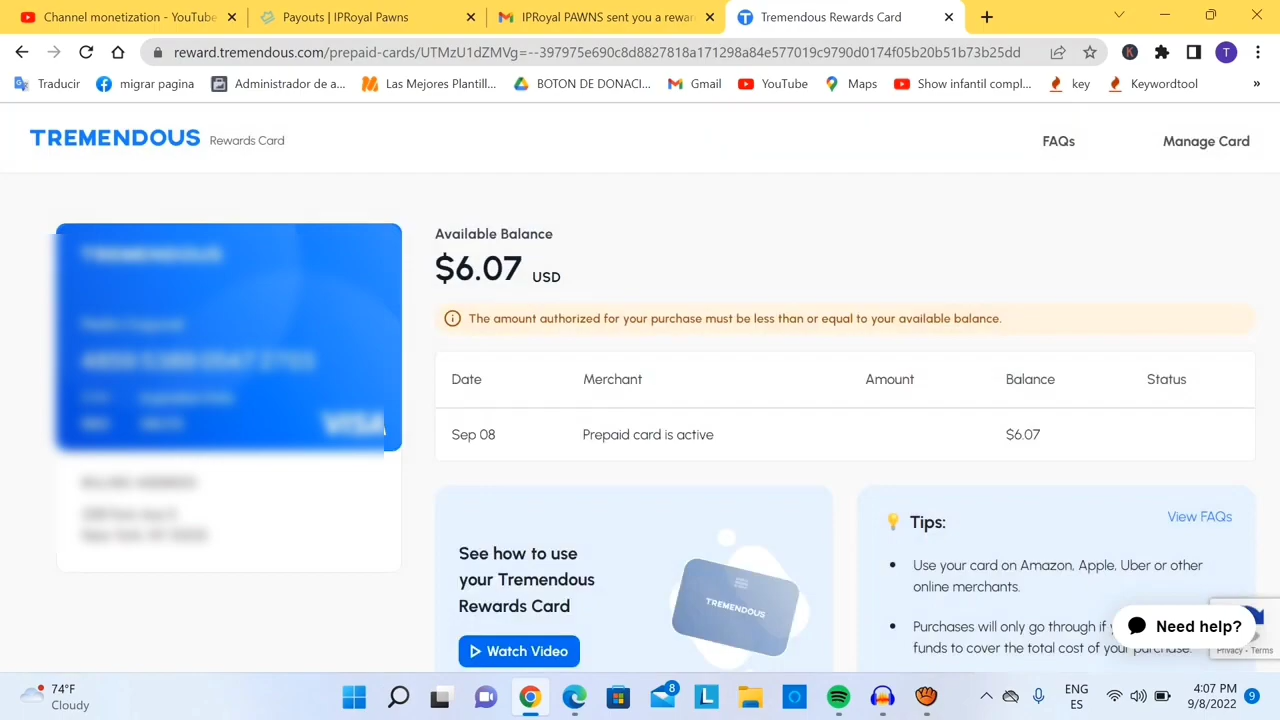 Channel monetization - YouTube
Payouts | IPRoyal Pawns
IPRoyal PAWNS sent you a rewar
Tremendous Rewards Card
reward.tremendous.com/prepaid-cards/UTMzU1dZMVg=--397975e690c8d8827818a171298a84e577019c9790d0174f05b20b51b73b25dd
K
T
Traducir
migrar pagina
Administrador de a...
Las Mejores Plantill...
BOTON DE DONACI...
Gmail
YouTube
Maps
Show infantil compl...
key
Keywordtool
»
TREMENDOUS Rewards Card
FAQs
Manage Card
Available Balance
$6.07 USD
The amount authorized for your purchase must be less than or equal to your available balance.
Date Merchant Amount Balance Status
Sep 08 Prepaid card is active $6.07
VISA
See how to use
your Tremendous
Rewards Card
Watch Video
TREMENDOUS
Tips:
View FAQs
Use your card on Amazon, Apple, Uber or other
online merchants.
Purchases will only go through if
funds to cover the total cost of your purchase.
Need help?
Privacy - Terms
74°F
Cloudy
8
L
ENG
ES
4:07 PM
9/8/2022
9